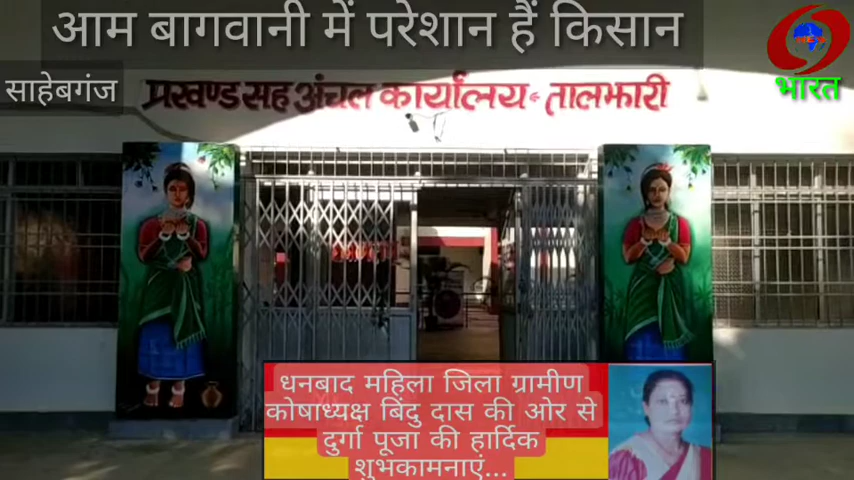 आम बागवानी में परेशान हैं किसान
साहेबगंज
भारत
प्रखण्ड सह अंचल कार्यालय तालझारी
धनबाद महिला जिला ग्रामीण
कोषाध्यक्ष बिंदु दास की ओर से
दुर्गा पूजा की हार्दिक
शुभकामनाएं...